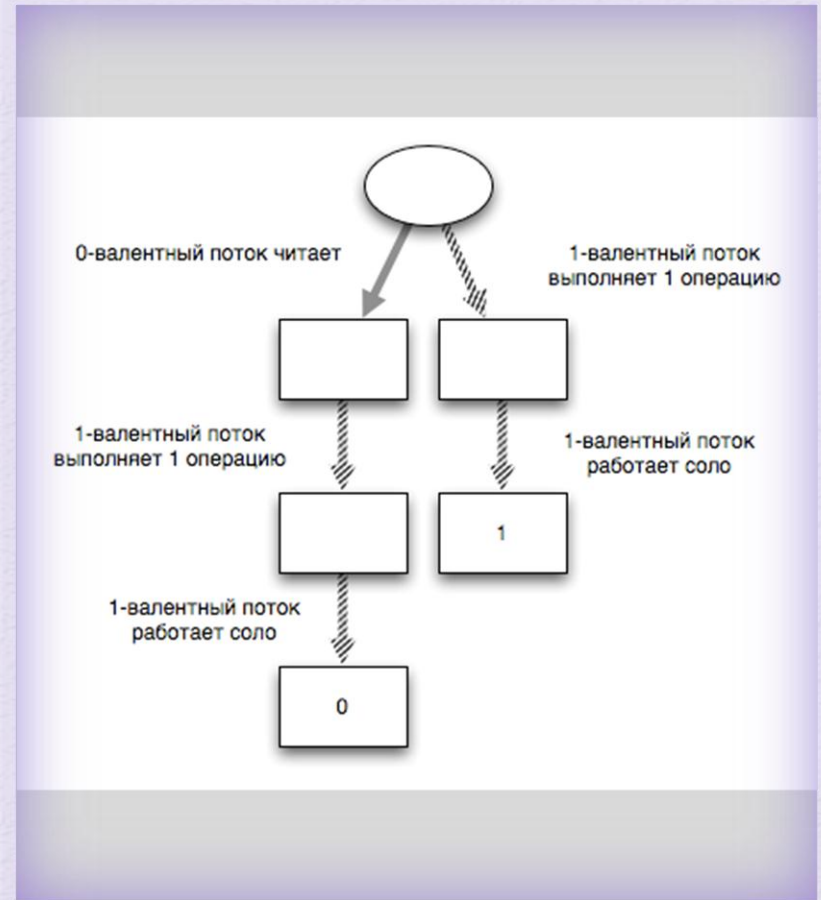 0-валентный поток читает
1-валентный поток
выполняет 1 операцию
1-валентный поток
выполняет 1 операцию
1-валентный поток
работает соло
1
1-валентный поток
работает соло
0